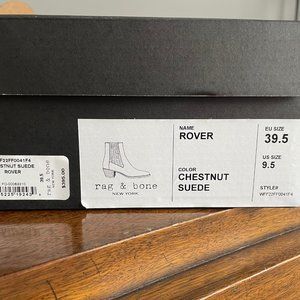 F22FF0041F4
STNUT SUEDE
ROVER
39.5
rag & bone
$395.00
rag & bone
NEW YORK
NAME
ROVER
COLOR
CHESTNUT
SUEDE
EU SIZE
39.5
US SIZE
9.5
STYLE#
WFF22FF0041F4